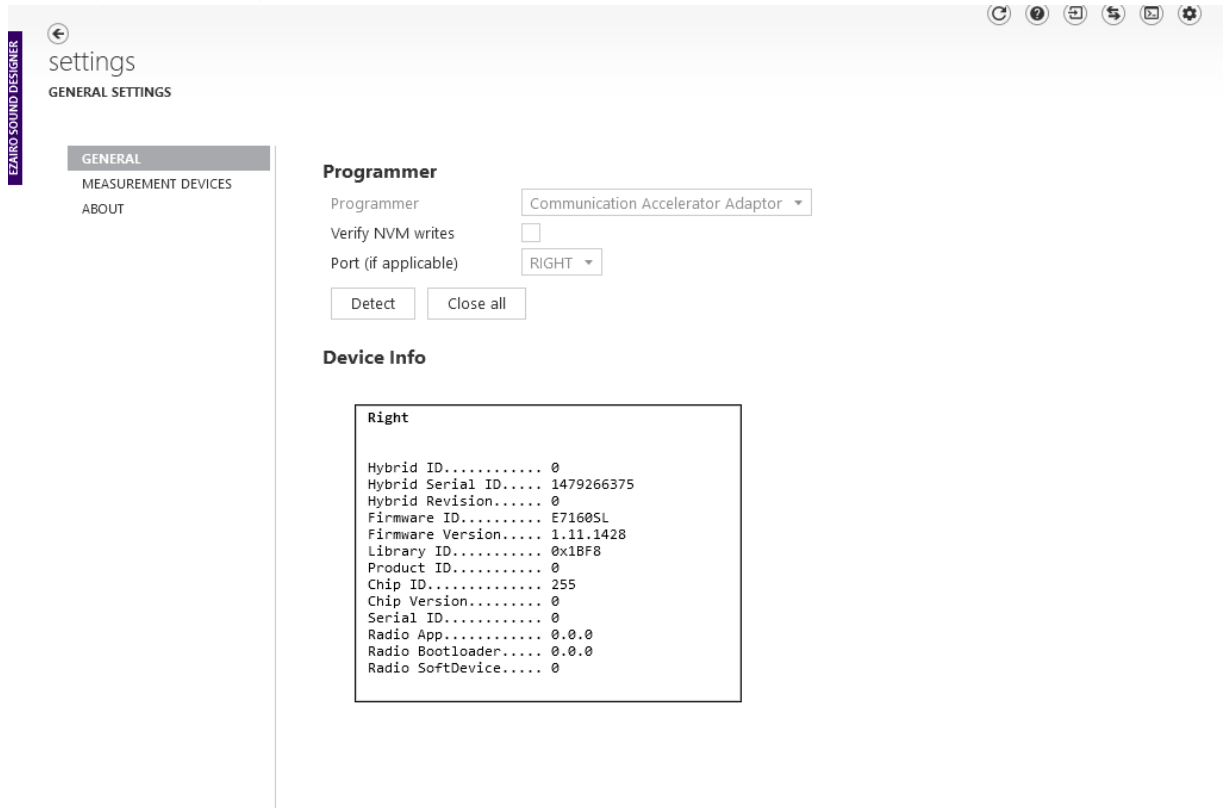 EZAIRO SOUND DESIGNER
settings
GENERAL SETTINGS
GENERAL
MEASUREMENT DEVICES
ABOUT
Programmer
Programmer Communication Accelerator Adaptor
Verify NVM writes
Port (if applicable) RIGHT
Detect Close all
Device Info
Right
Hybrid ID............ 0
Hybrid Serial ID..... 1479266375
Hybrid Revision...... 0
Firmware ID.......... E7160SL
Firmware Version..... 1.11.1428
Library ID........... 0x1BF8
Product ID........... 0
Chip ID.............. 255
Chip Version......... 0
Serial ID............ 0
Radio App............ 0.0.0
Radio Bootloader..... 0.0.0
Radio SoftDevice..... 0